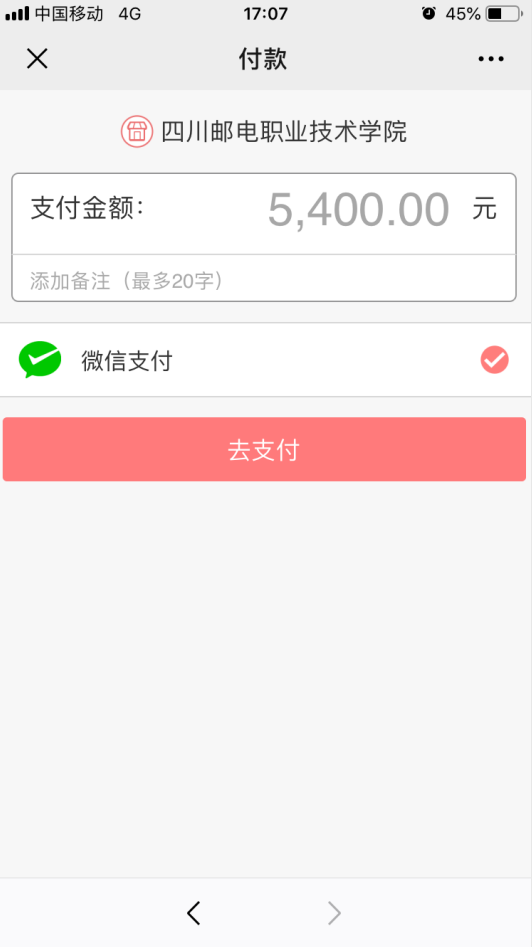 中国移动 4G 17:07 45%
付款
四川邮电职业技术学院
支付金额: 5,400.00 元
添加备注（最多20字）
微信支付
去支付